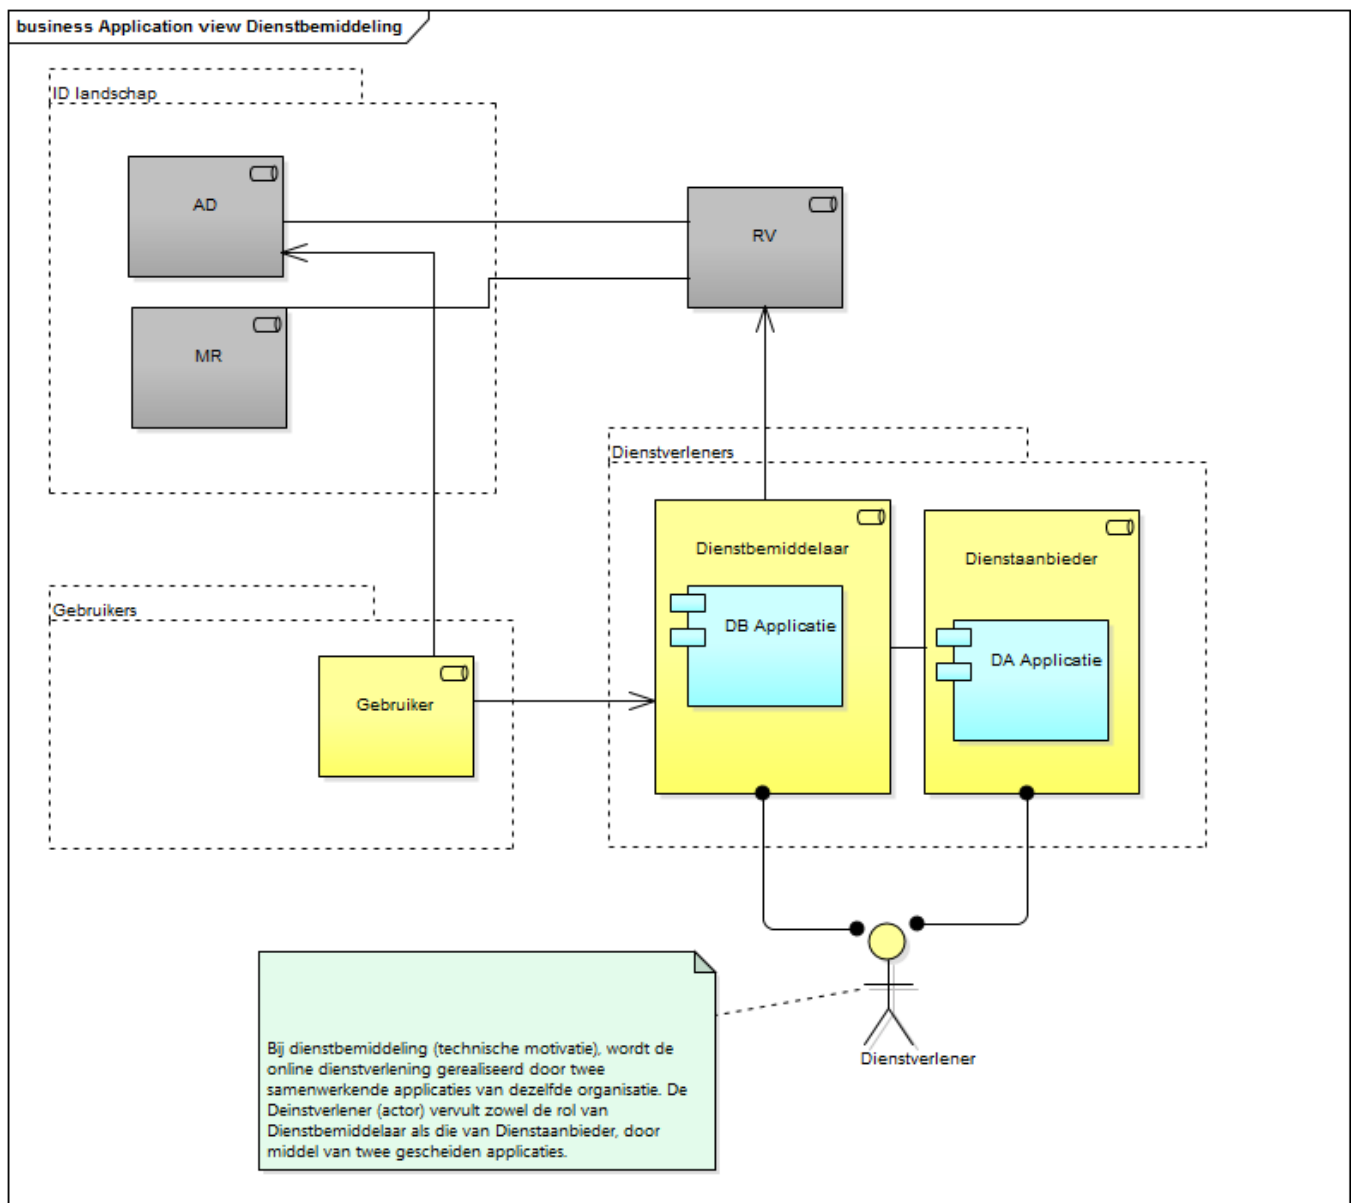 business Application view Dienstbemiddeling
ID landschap
AD
RV
MR
Dienstverleners
Dienstbemiddelaar
Dienstaanbieder
DB Applicatie
DA Applicatie
Gebruikers
Gebruiker
Bij dienstbemiddeling (technische motivatie), wordt de
online dienstverlening gerealiseerd door twee
samenwerkende applicaties van dezelfde organisatie. De
Deinstverlener (actor) vervult zowel de rol van
Dienstbemiddelaar als die van Dienstaanbieder, door
middel van twee gescheiden applicaties.
Dienstverlener